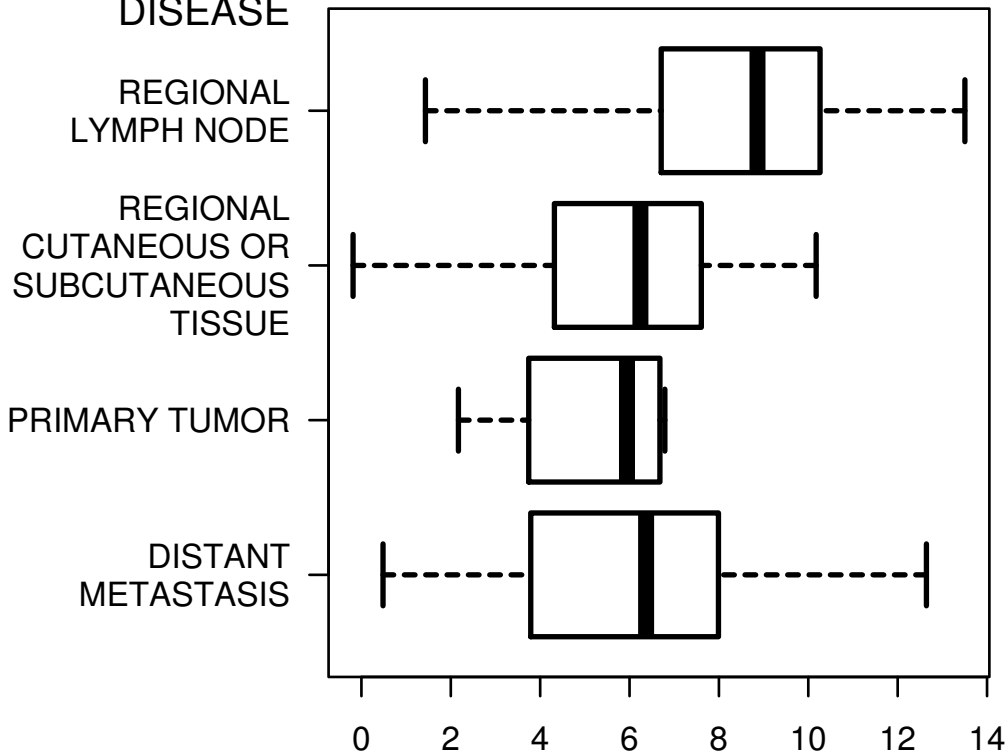 DISEASE
REGIONAL
LYMPH NODE
REGIONAL
CUTANEOUS OR
SUBCUTANEOUS
TISSUE
PRIMARY TUMOR
DISTANT
METASTASIS
0 2 4 6 8 10 12 14